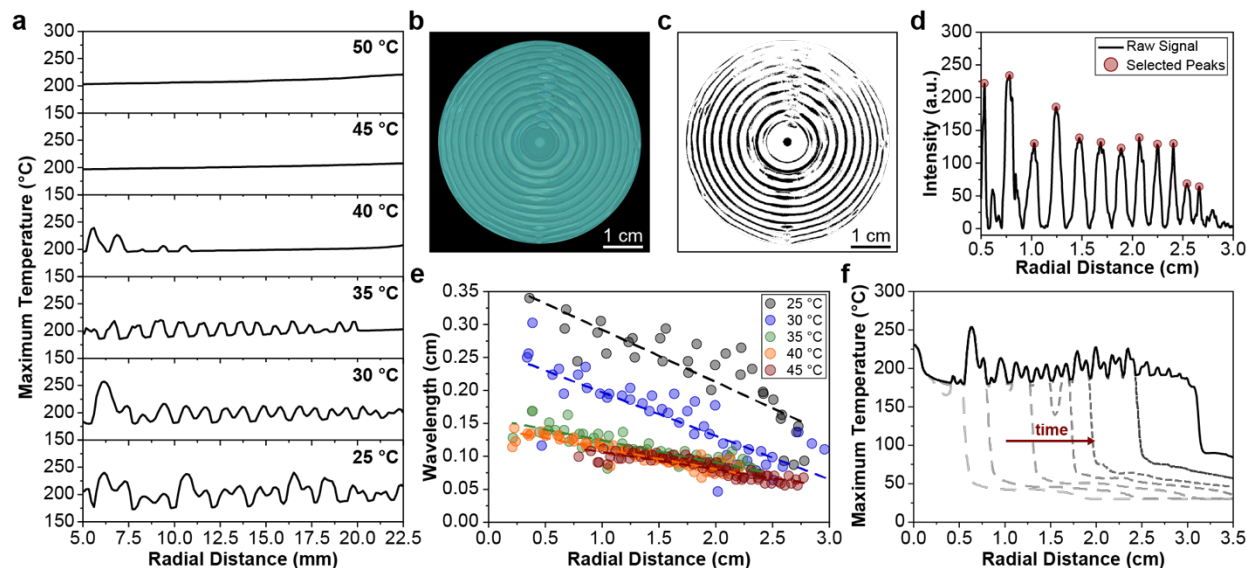 a
300
250
200
150
250
200
150
250
200
150
250
200
150
250
200
150
250
200
150
50 °C
45 °C
40 °C
35 °C
30 °C
25 °C
5.0 7.5 10.0 12.5 15.0 17.5 20.0 22.5
Radial Distance (mm)
Maximum Temperature (°C)
b
1 cm
c
1 cm
d
300
250
200
150
100
50
0
Intensity (a.u.)
Raw Signal
Selected Peaks
0.5 1.0 1.5 2.0 2.5 3.0
Radial Distance (cm)
e
0.35
0.30
0.25
0.20
0.15
0.10
0.05
0.00
Wavelength (cm)
25 °C
30 °C
35 °C
40 °C
45 °C
0.0 0.5 1.0 1.5 2.0 2.5 3.0
Radial Distance (cm)
f
300
250
200
150
100
50
0
Maximum Temperature (°C)
time
0.0 0.5 1.0 1.5 2.0 2.5 3.0 3.5
Radial Distance (cm)